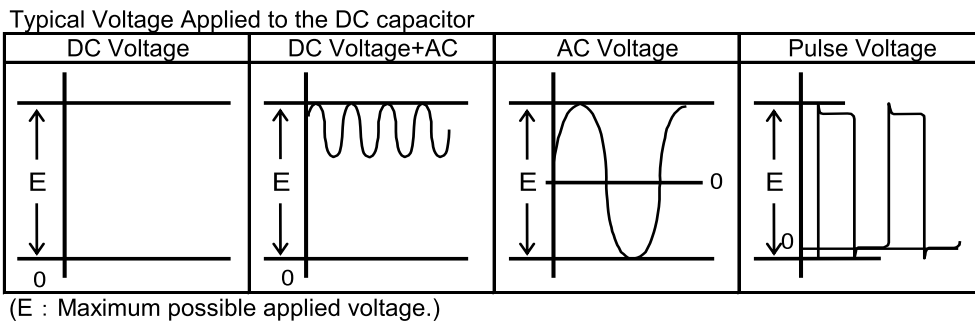 Typical Voltage Applied to the DC capacitor
DC Voltage DC Voltage+AC AC Voltage Pulse Voltage
E E E 0 E
0
0 0
(E : Maximum possible applied voltage.)